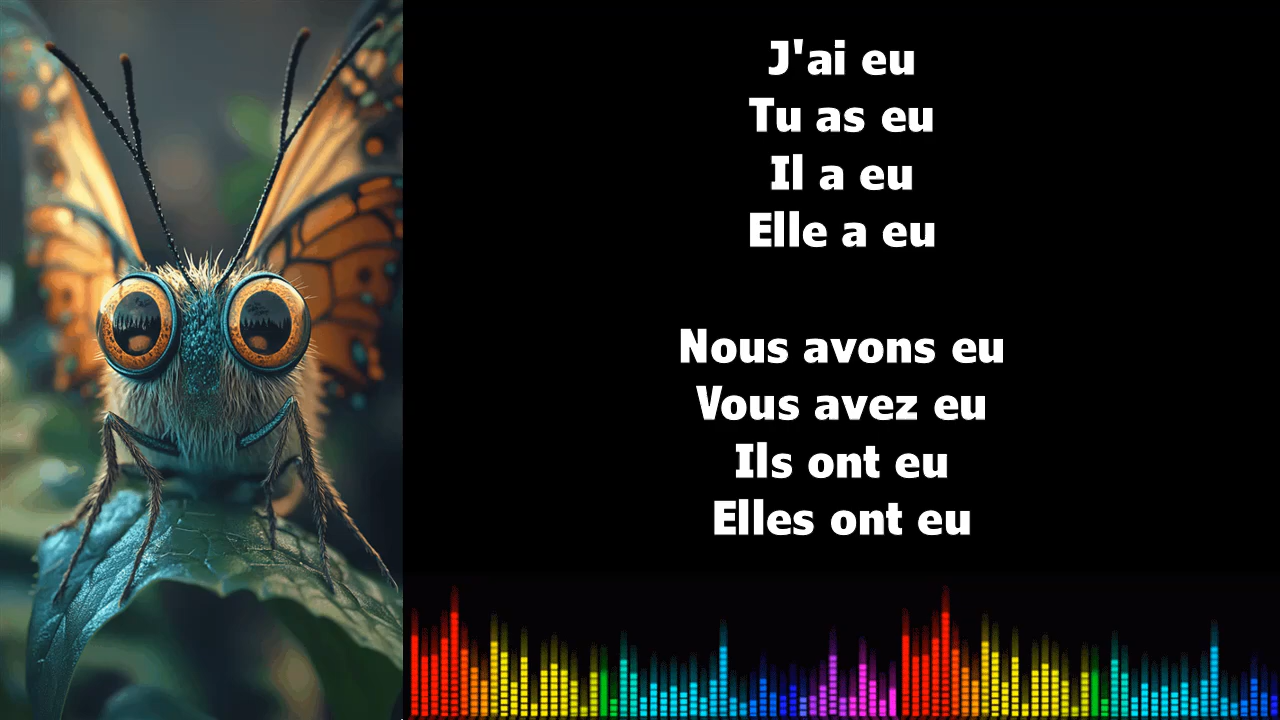 J'ai eu
Tu as eu
Il a eu
Elle a eu
Nous avons eu
Vous avez eu
Ils ont eu
Elles ont eu